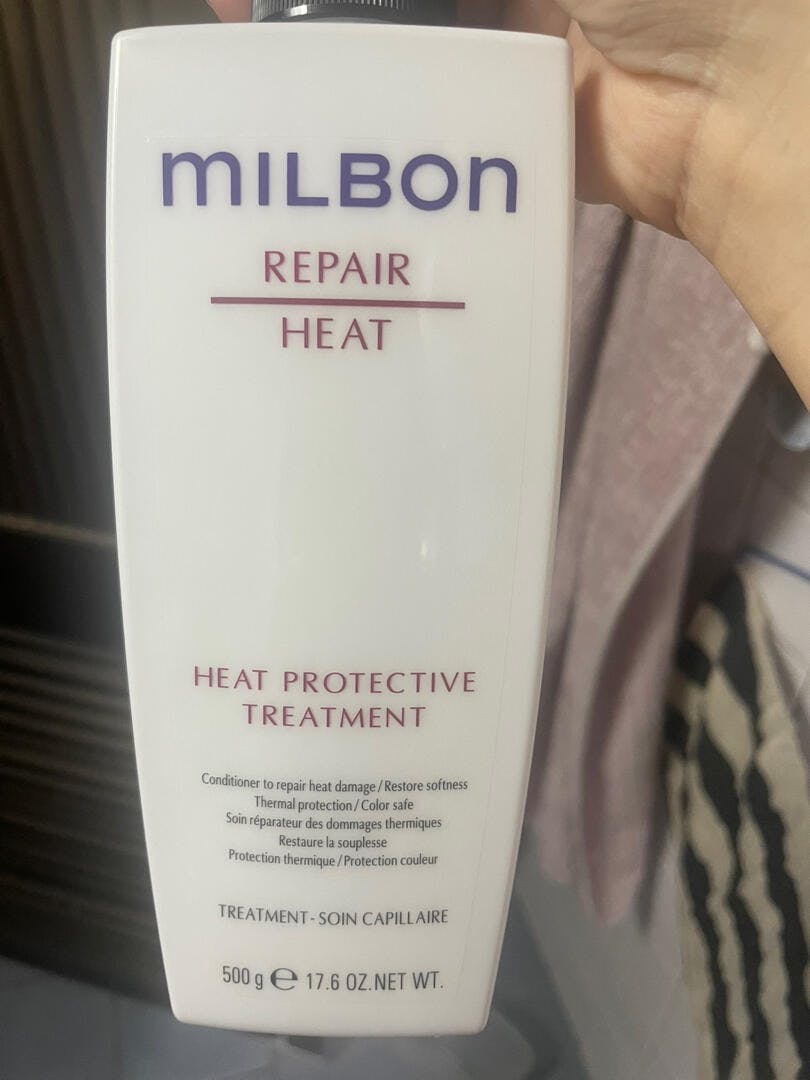 mILBOn
REPAIR
HEAT
HEAT PROTECTIVE
TREATMENT
Conditioner to repair heat damage/Restore softness
Thermal protection/Color safe
Soin réparateur des dommages thermiques
Restaure la souplesse
Protection thermique/Protection couleur
TREATMENT-SOIN CAPILLAIRE
500 g ℮ 17.6 OZ.NET WT.